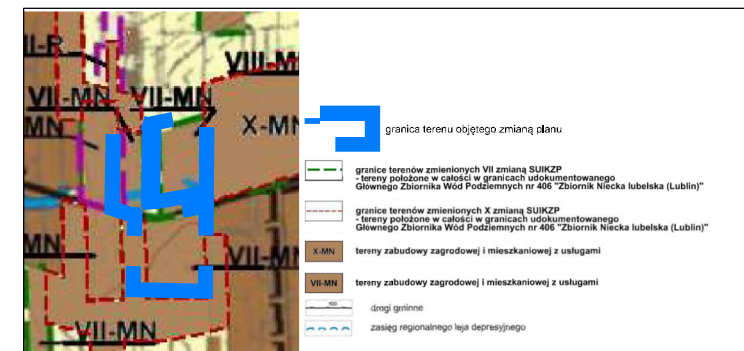 II-R
VIII-M
VII-MN
VII-MN
MN
X-MN
MN
VII-MN
VII-MN
granica terenu objętego zmianą planu
granice terenów zmienionych VII zmianą SUIKZP
- tereny położone w całości w granicach udokumentowanego
Głównego Zbiornika Wód Podziemnych nr 406 "Zbiornik Niecka lubelska (Lublin)"
granice terenów zmienionych X zmianą SUIKZP
- tereny położone w całości w granicach udokumentowanego
Głównego Zbiornika Wód Podziemnych nr 406 "Zbiornik Niecka lubelska (Lublin)"
X-MN tereny zabudowy zagrodowej i mieszkaniowej z usługami
VII-MN tereny zabudowy zagrodowej i mieszkaniowej z usługami
drogi gminne
zasięg regionalnego leja depresyjnego